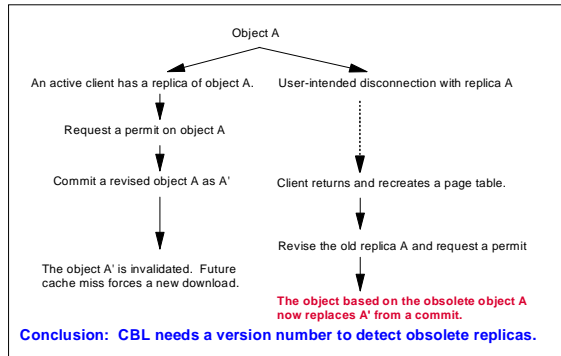 Object A
An active client has a replica of object A.
User-intended disconnection with replica A
Request a permit on object A
Commit a revised object A as A'
Client returns and recreates a page table.
Revise the old replica A and request a permit
The object A' is invalidated. Future
cache miss forces a new download.
The object based on the obsolete object A
now replaces A' from a commit.
Conclusion: CBL needs a version number to detect obsolete replicas.